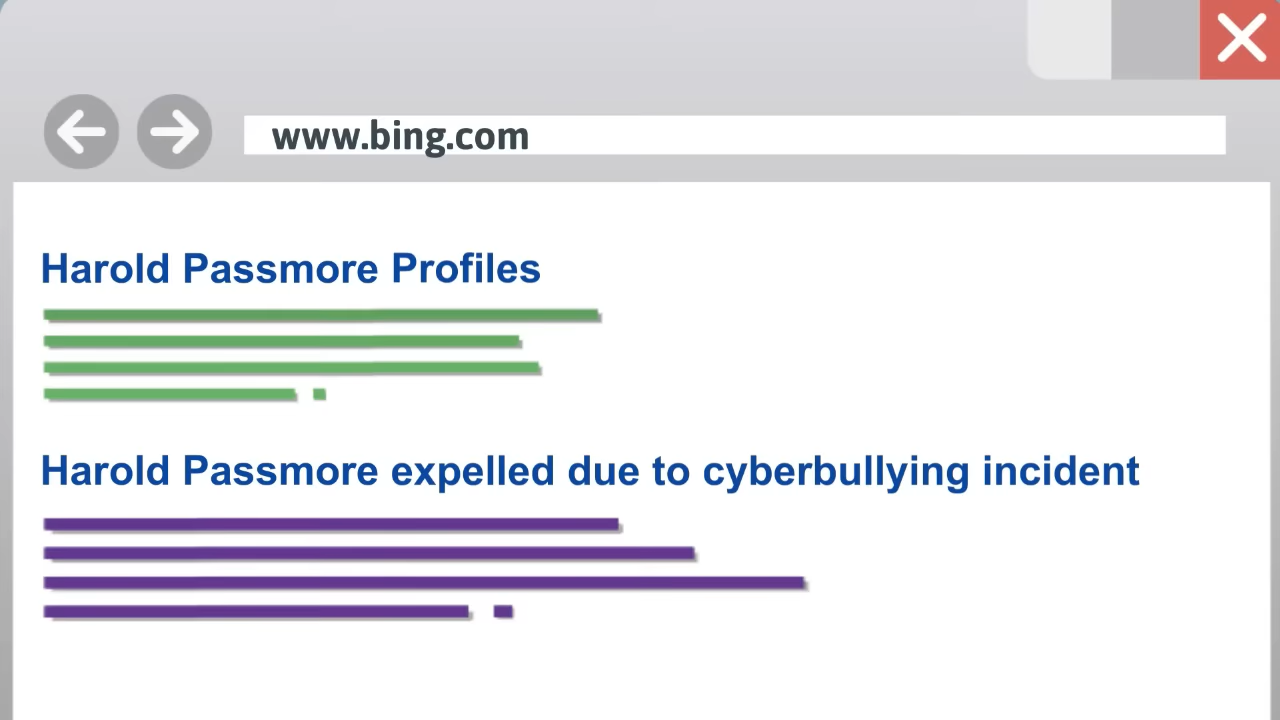 www.bing.com
Harold Passmore Profiles
Harold Passmore expelled due to cyberbullying incident